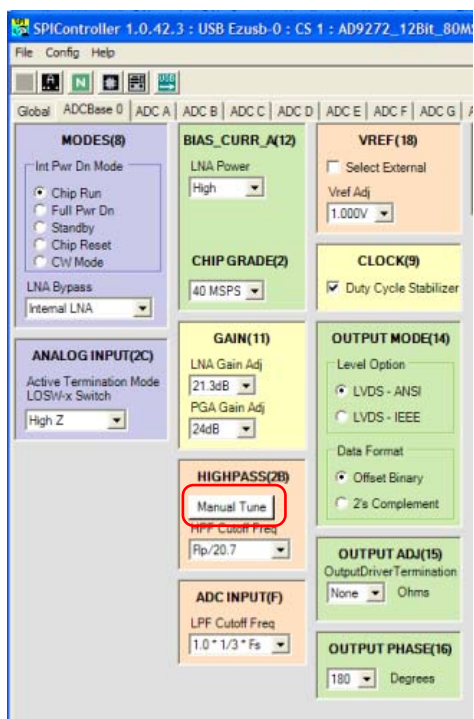 SPIController 1.0.42.3 : USB Ezusb-0 : CS 1 : AD9272_12Bit_80M
File Config Help
Global ADCBase 0 ADC A ADC B ADC C ADC D ADC E ADC F ADC G
MODES(8)
Int Pwr Dn Mode
Chip Run
Full Pwr Dn
Standby
Chip Reset
CW Mode
LNA Bypass
Internal LNA
ANALOG INPUT(2C)
Active Termination Mode
LOSW-x Switch
High Z
BIAS_CURR_A(12)
LNA Power
High
CHIP GRADE(2)
40 MSPS
GAIN(11)
LNA Gain Adj
21.3dB
PGA Gain Adj
24dB
HIGHPASS(2B)
Manual Tune
HPF Cutoff Freq
Rp/20.7
ADC INPUT(F)
LPF Cutoff Freq
1.0 * 1/3 * Fs
VREF(18)
Select External
Vref Adj
1.000V
CLOCK(9)
Duty Cycle Stabilizer
OUTPUT MODE(14)
Level Option
LVDS - ANSI
LVDS - IEEE
Data Format
Offset Binary
2's Complement
OUTPUT ADJ(15)
OutputDriverTermination
None Ohms
OUTPUT PHASE(16)
180 Degrees